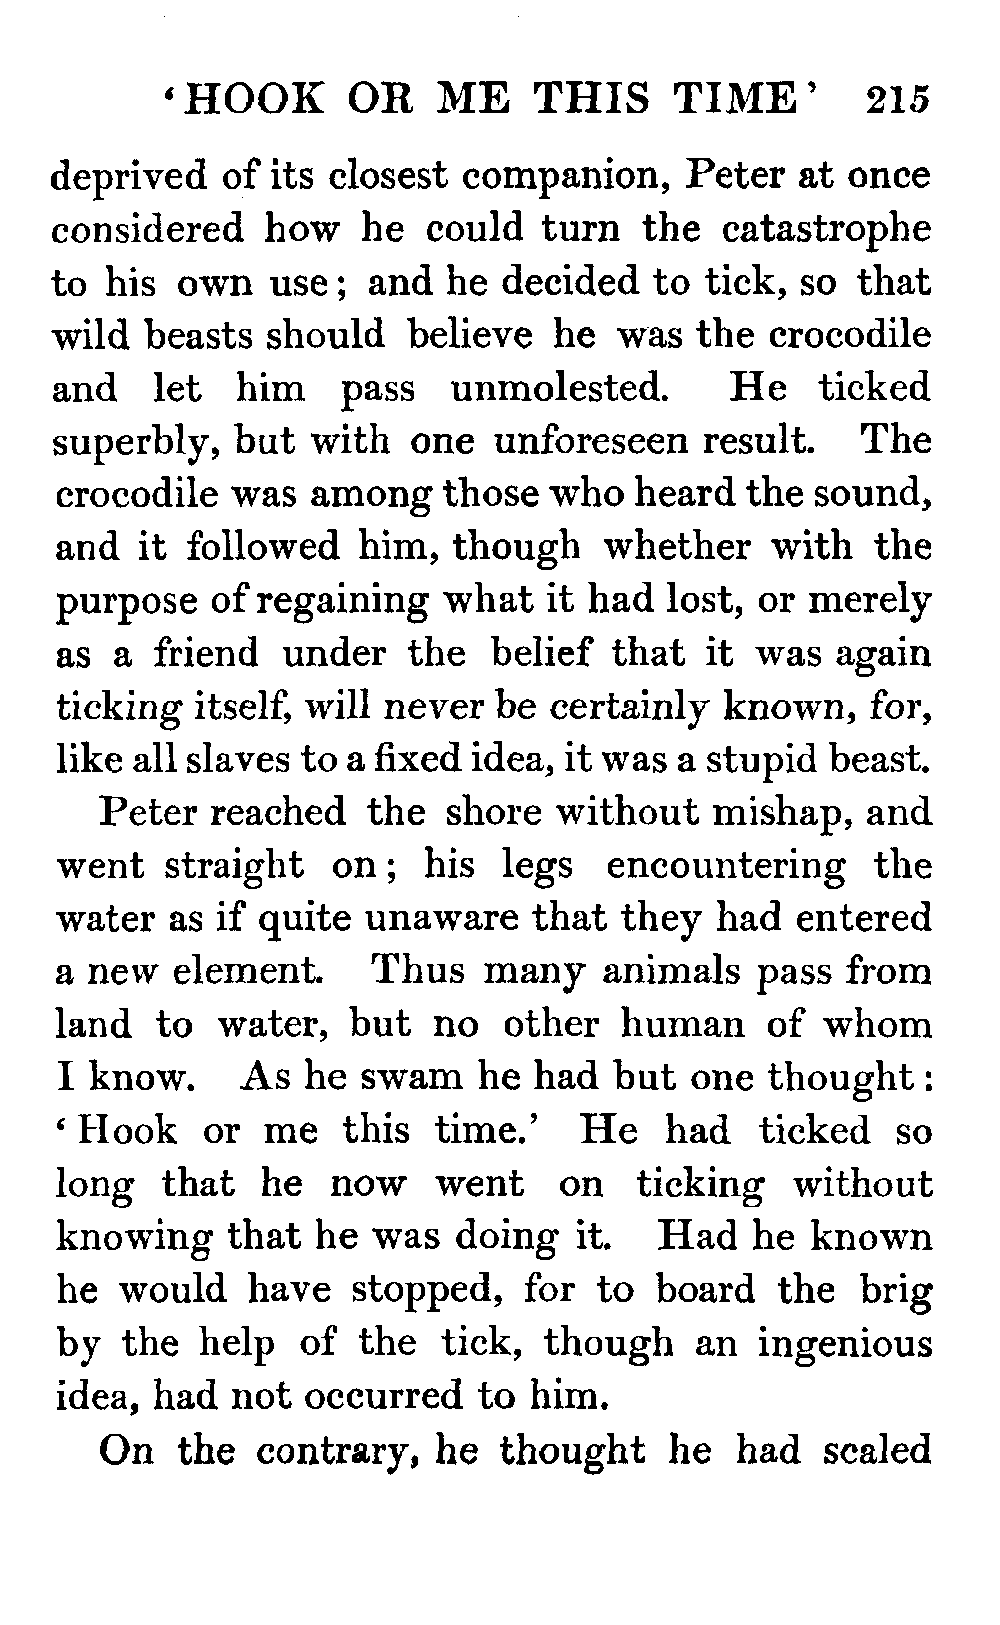 ‘HOOK OR ME THIS TIME’ 215
deprived of its closest companion, Peter at once
considered how he could turn the catastrophe
to his own use; and he decided to tick, so that
wild beasts should believe he was the crocodile
and let him pass unmolested. He ticked
superbly, but with one unforeseen result. The
crocodile was among those who heard the sound,
and it followed him, though whether with the
purpose of regaining what it had lost, or merely
as a friend under the belief that it was again
ticking itself, will never be certainly known, for,
like all slaves to a fixed idea, it was a stupid beast.
Peter reached the shore without mishap, and
went straight on; his legs encountering the
water as if quite unaware that they had entered
a new element. Thus many animals pass from
land to water, but no other human of whom
I know. As he swam he had but one thought:
‘Hook or me this time.’ He had ticked so
long that he now went on ticking without
knowing that he was doing it. Had he known
he would have stopped, for to board the brig
by the help of the tick, though an ingenious
idea, had not occurred to him.
On the contrary, he thought he had scaled